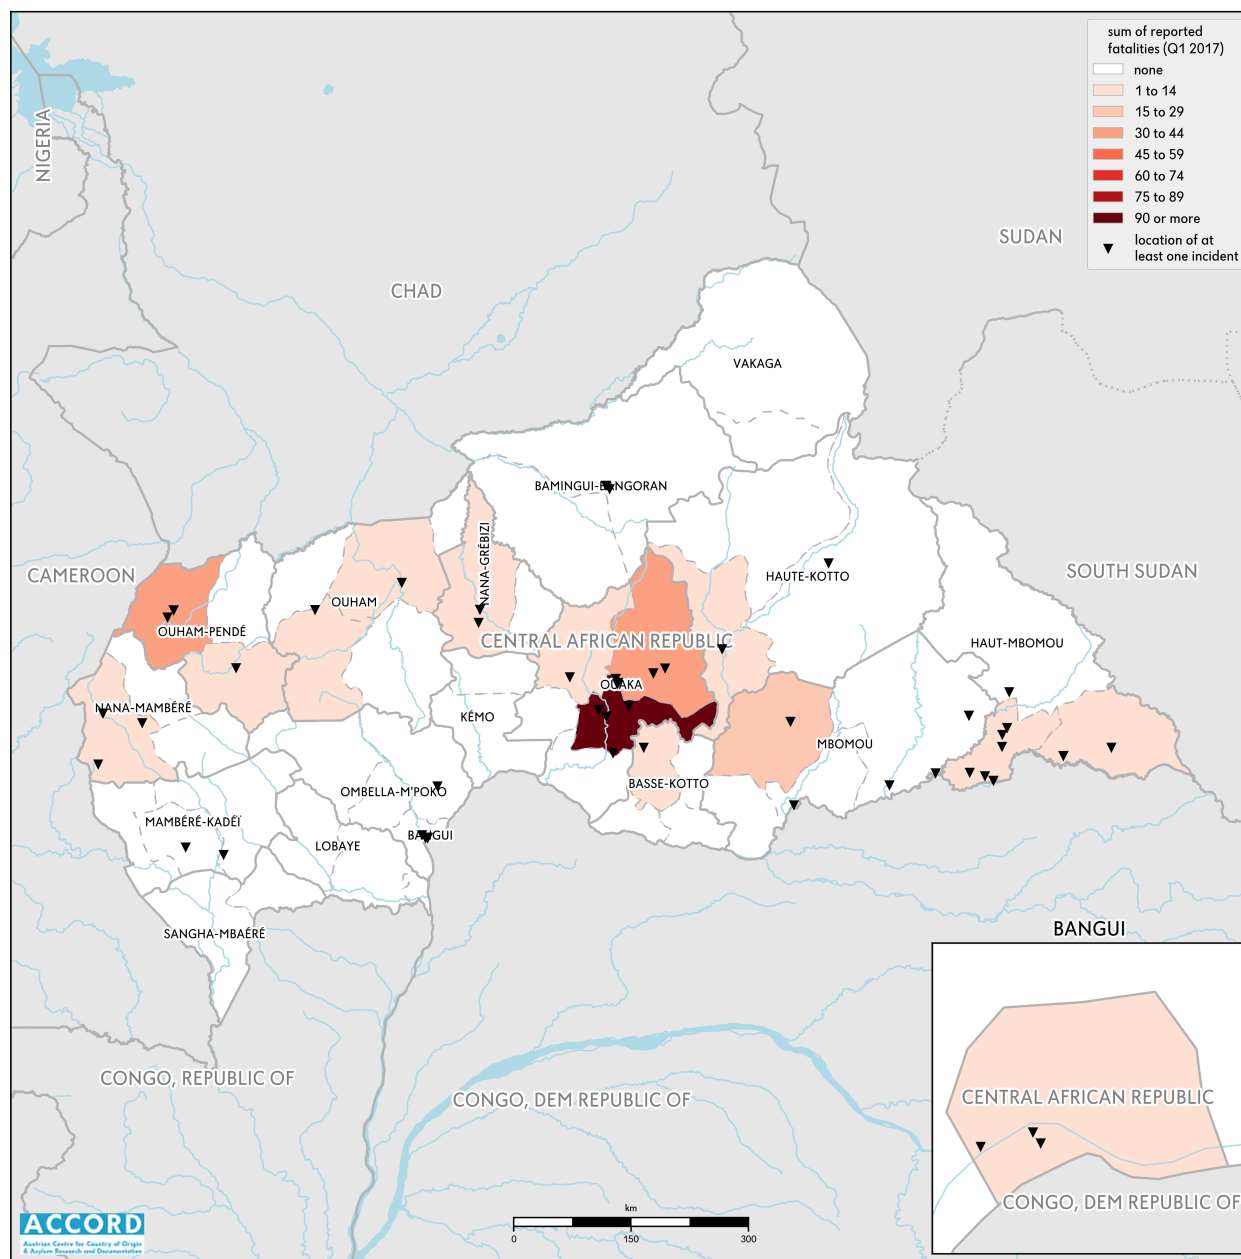 sum of reported
fatalities (Q1 2017)
none
1 to 14
15 to 29
30 to 44
45 to 59
60 to 74
75 to 89
90 or more
location of at
least one incident
NIGERIA
SUDAN
CHAD
VAKAGA
BAMINGUI-BANGORAN
NANA-GRÉBIZI
CAMEROON
HAUTE-KOTTO
SOUTH SUDAN
OUHAM
OUHAM-PENDÉ
CENTRAL AFRICAN REPUBLIC
HAUT-MBOMOU
OUAKA
NANA-MAMBÉRÉ
KÉMO
MBOMOU
BASSE-KOTTO
OMBELLA-M'POKO
MAMBÉRÉ-KADÉÏ
BANGUI
LOBAYE
SANGHA-MBAÉRÉ
BANGUI
CONGO, REPUBLIC OF
CONGO, DEM REPUBLIC OF
CENTRAL AFRICAN REPUBLIC
CONGO, DEM REPUBLIC OF
km
0 150 300
ACCORD
Austrian Centre for Country of Origin
& Asylum Research and Documentation